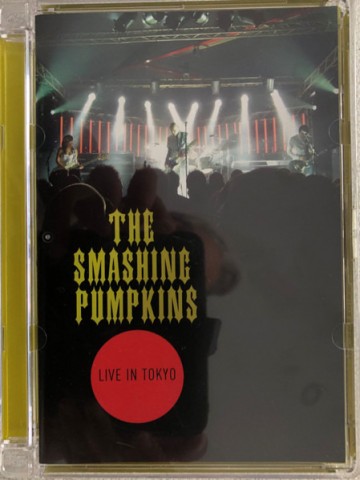 THE
SMASHING
PUMPKINS
LIVE IN TOKYO